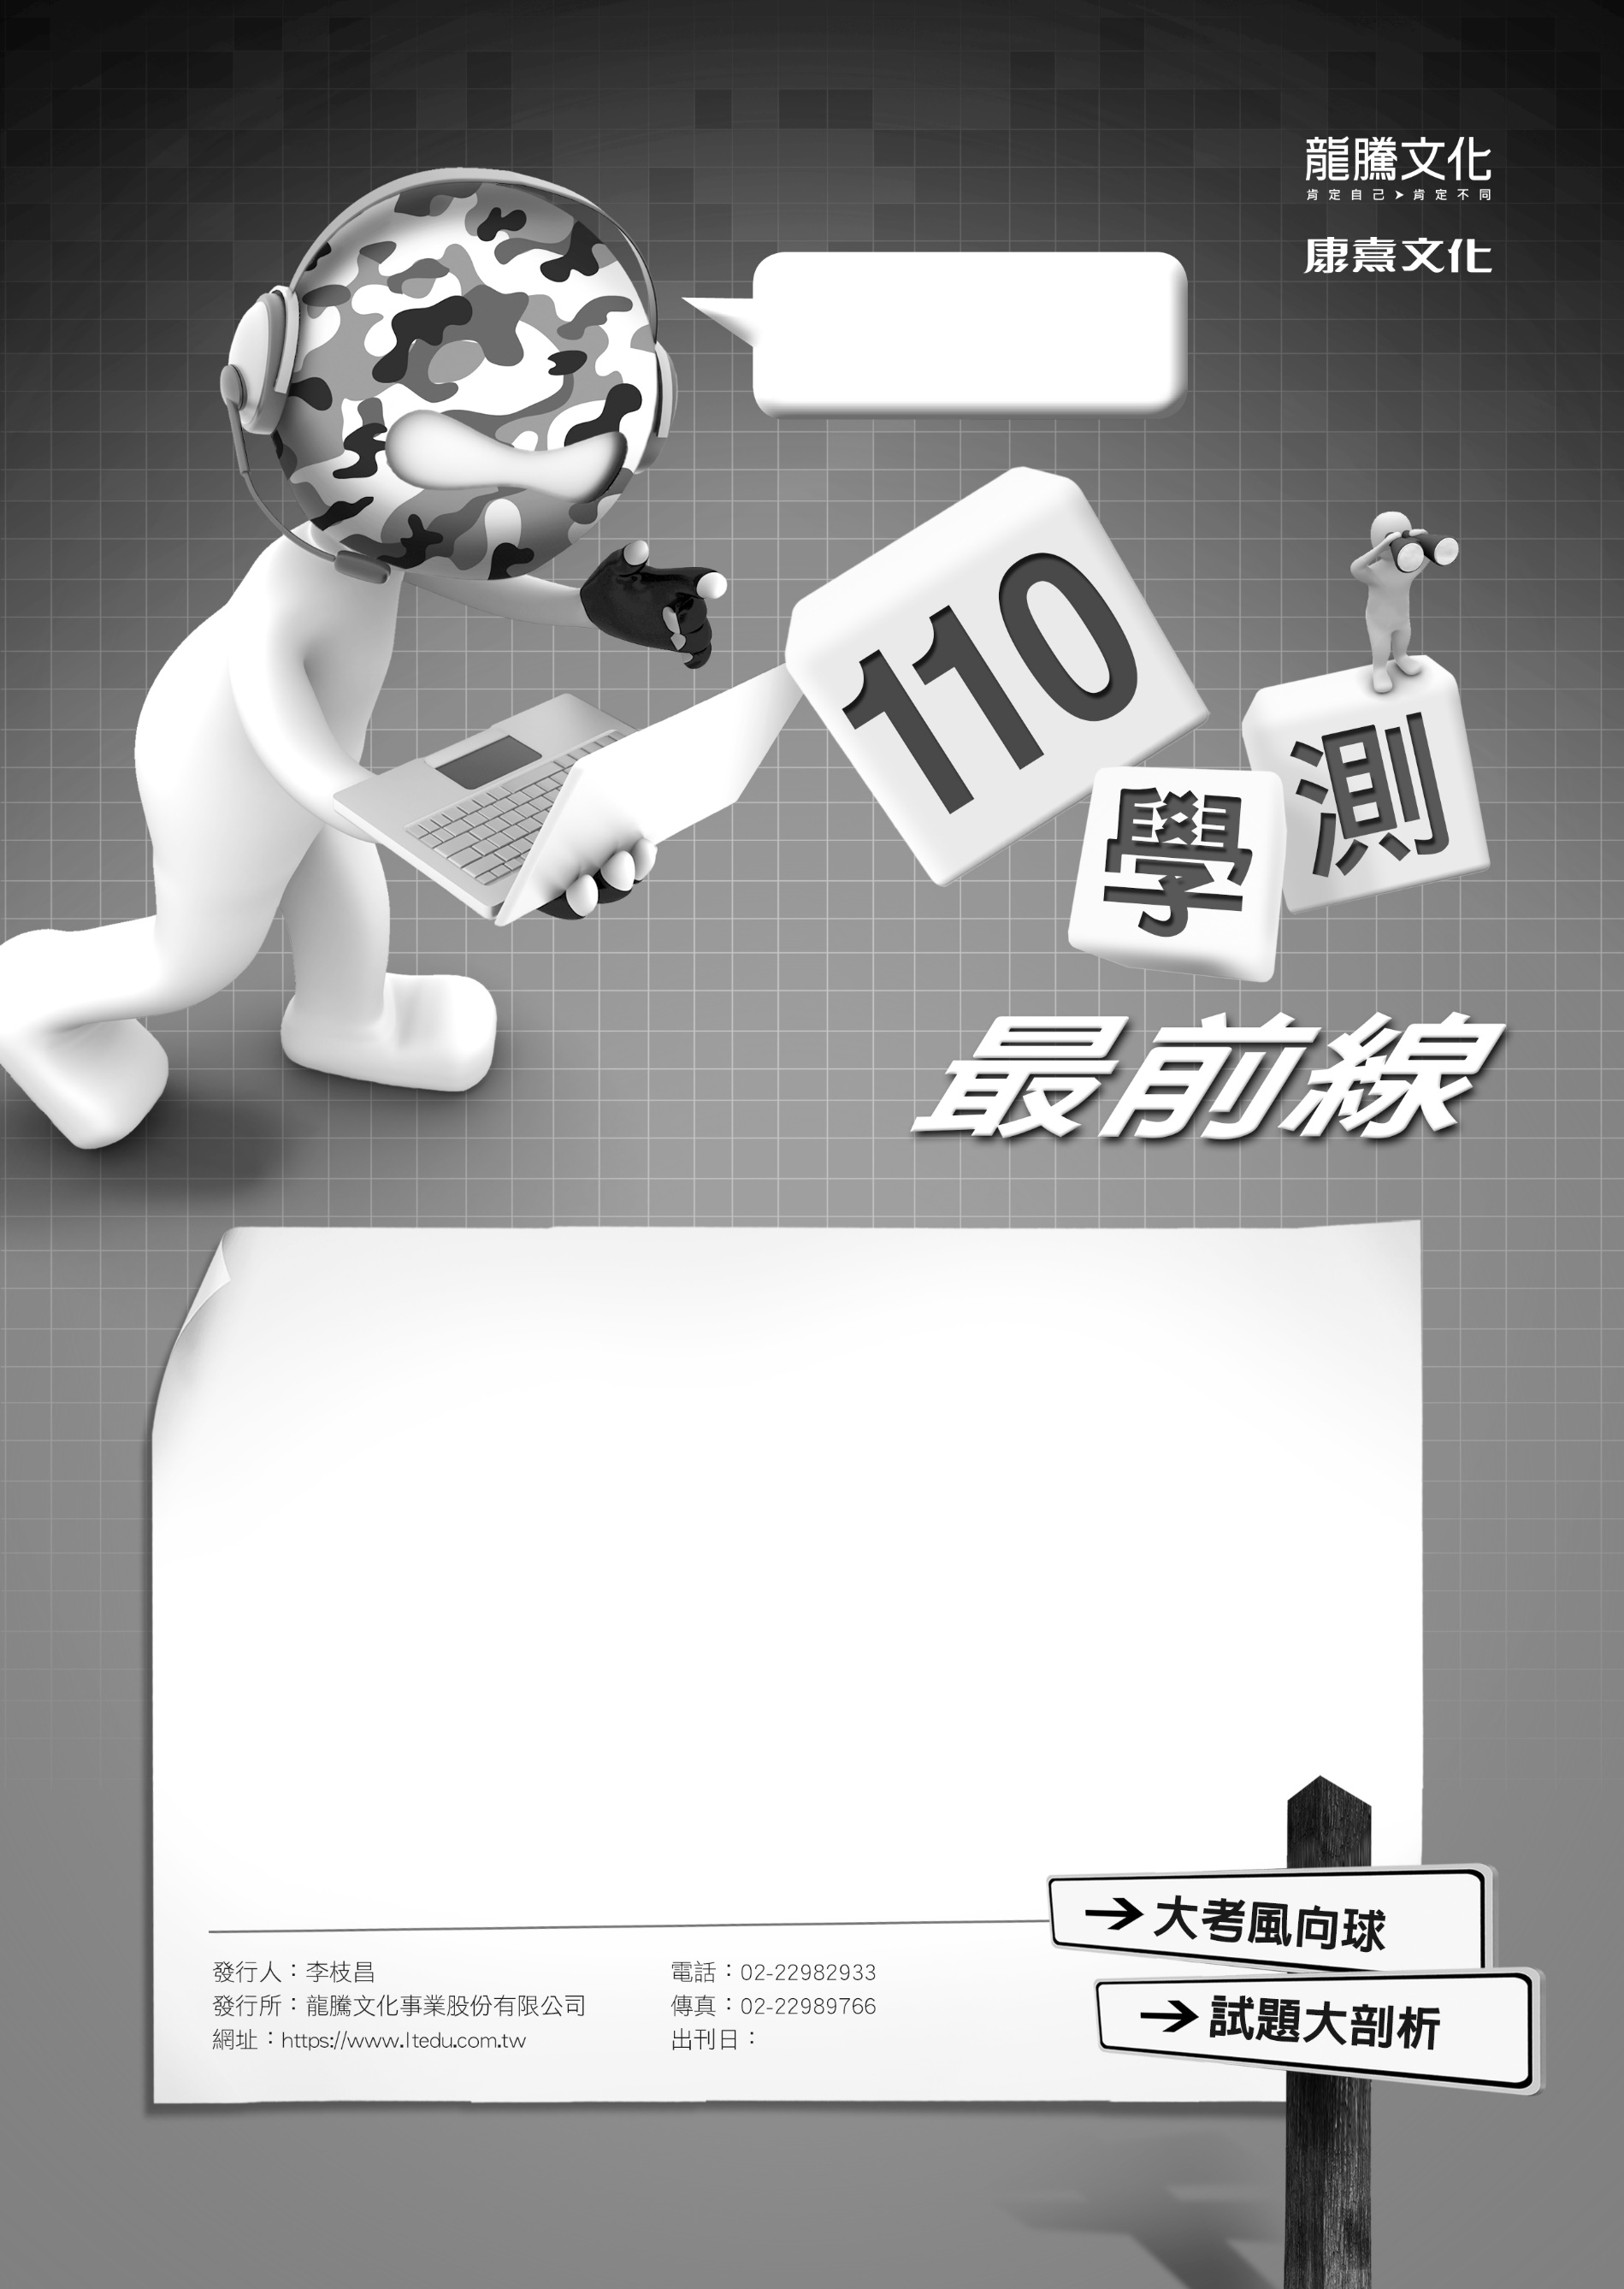 龍騰文化
肯定自己➤肯定不同
康熹文化
110
學測
最前線
→大考風向球
→試題大剖析
發行人：李枝昌
發行所：龍騰文化事業股份有限公司
網址：https://www.ltedu.com.tw
電話：02-22982933
傳真：02-22989766
出刊日：